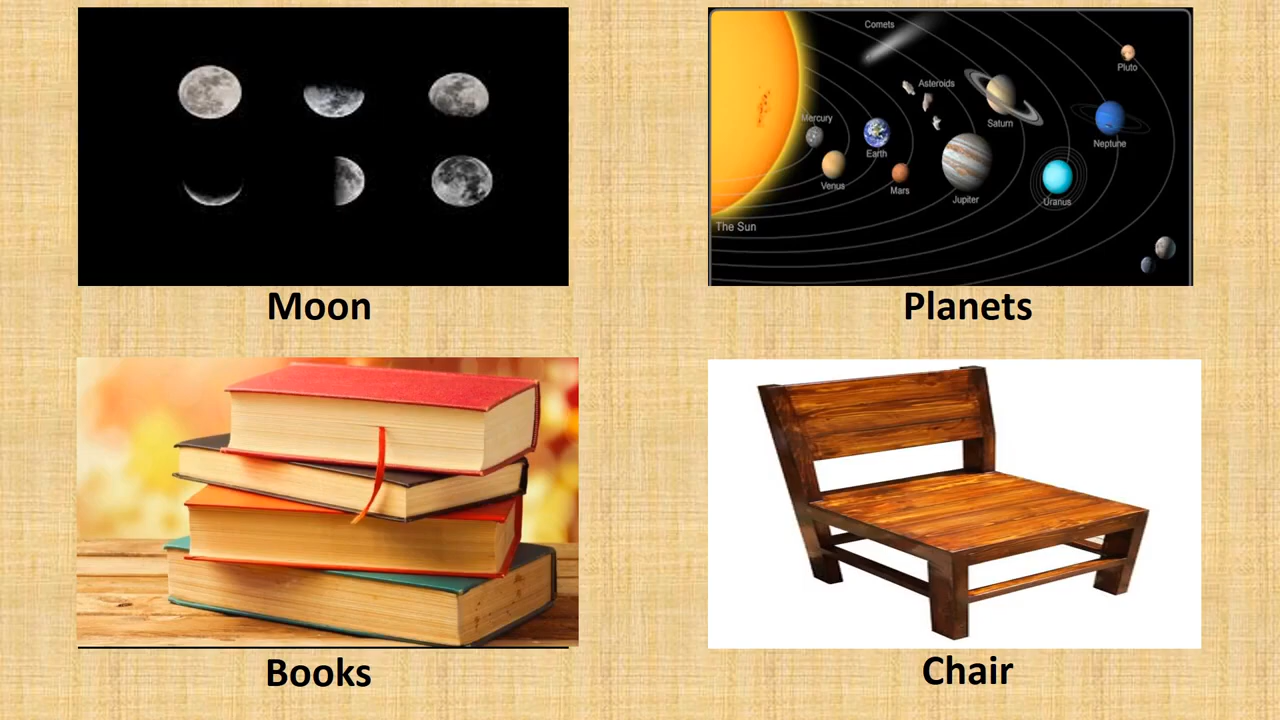 Comets
Pluto
Asteroids
Mercury
Saturn
Earth
Neptune
Venus
Mars
Jupiter
Uranus
The Sun
Moon
Planets
Books
Chair